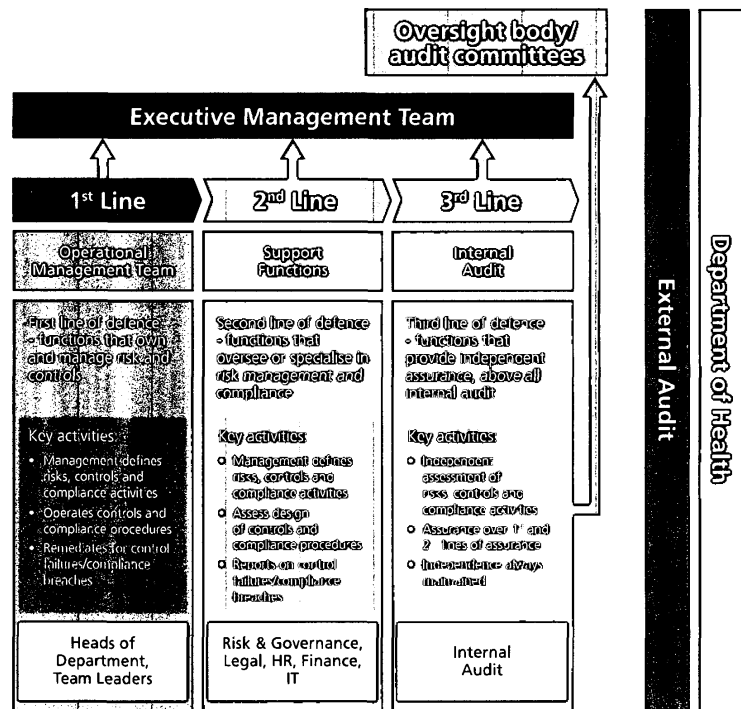 Oversight body/
audit committees
Executive Management Team
1st Line
2nd Line
3rd Line
Operational
Management Team
Support
Functions
Internal
Audit
First line of defence
- functions that own
and manage risk and
controls
Second line of defence
- functions that
oversee or specialise in
risk management and
compliance
Third line of defence
- functions that
provide independent
assurance, above all
internal audit
Key activities:
• Management defines
risks, controls and
compliance activities
• Operates controls and
compliance procedures
• Remediates for control
failures/compliance
breaches
Key activities:
• Management defines
risks, controls and
compliance activities
• Assess design
of controls and
compliance procedures
• Reports on control
failures/compliance
breaches
Key activities:
• Independent
assessment of
risks, controls and
compliance activities
• Assurance over 1st and
2 lines of assurance
• Independence always
maintained
Heads of
Department,
Team Leaders
Risk & Governance,
Legal, HR, Finance,
IT
Internal
Audit
External Audit
Department of Health